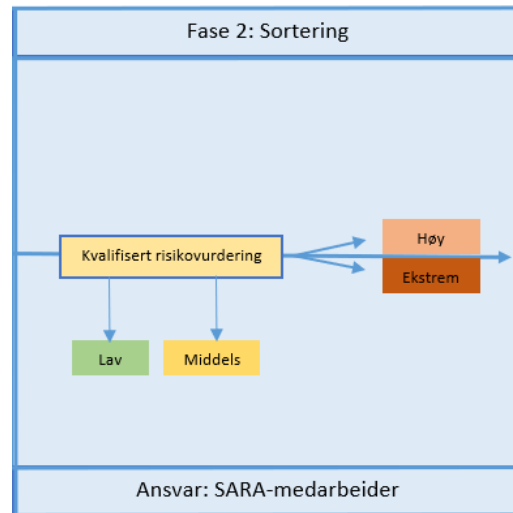 Fase 2: Sortering
Høy
Kvalifisert risikovurdering
Ekstrem
Lav
Middels
Ansvar: SARA-medarbeider